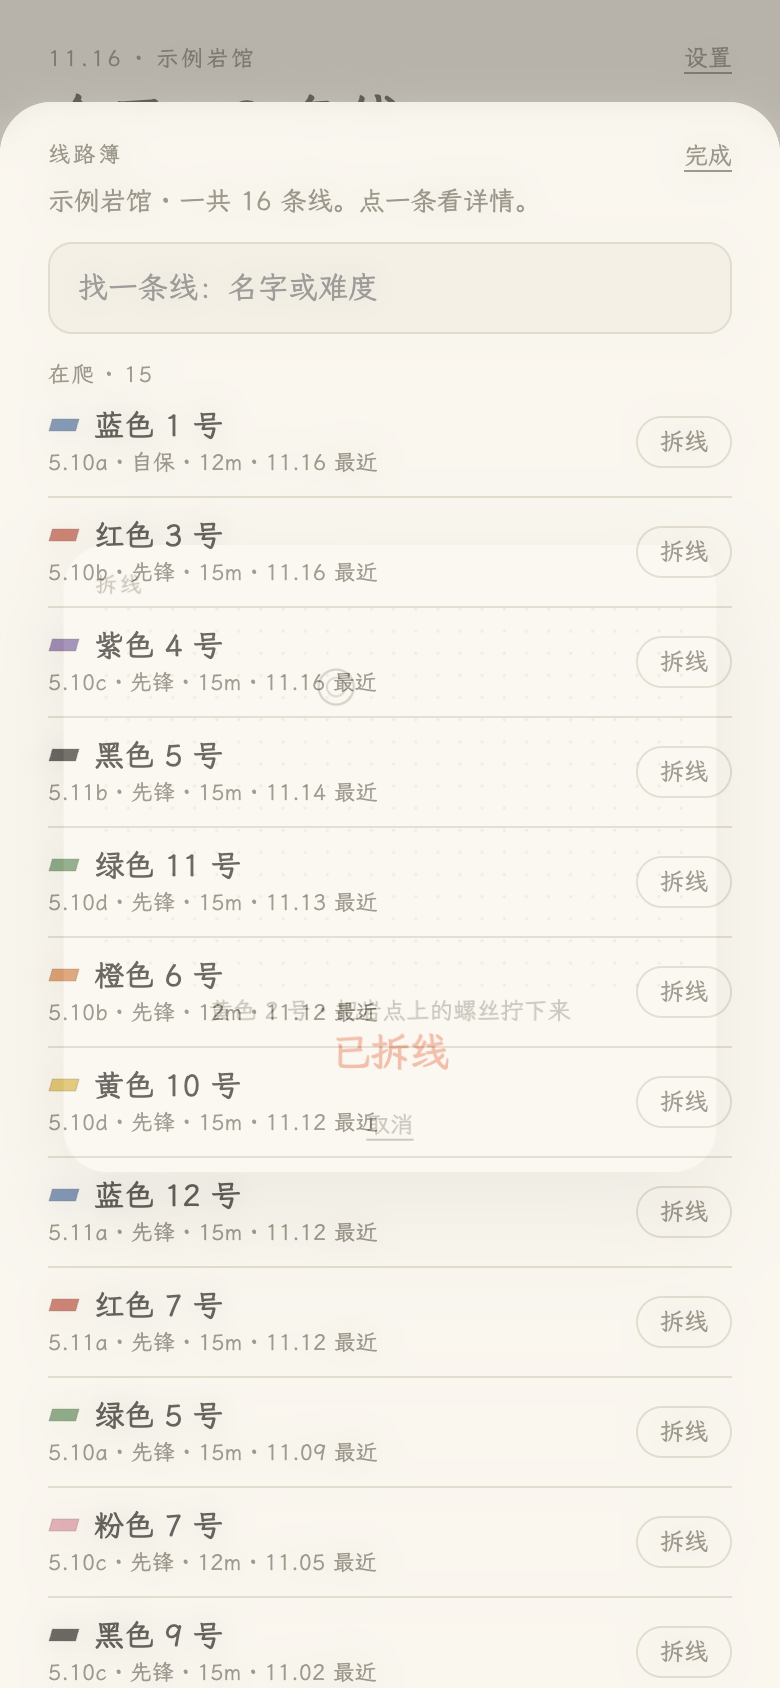 11.16 · 示例岩馆
设置
线路簿
完成
示例岩馆 · 一共 16 条线。点一条看详情。
找一条线：名字或难度
在爬 · 15
蓝色 1 号
5.10a · 自保 · 12m · 11.16 最近
拆线
红色 3 号
5.10b · 先锋 · 15m · 11.16 最近
拆线
拆线
紫色 4 号
5.10c · 先锋 · 15m · 11.16 最近
拆线
黑色 5 号
5.11b · 先锋 · 15m · 11.14 最近
拆线
绿色 11 号
5.10d · 先锋 · 15m · 11.13 最近
拆线
橙色 6 号
5.10b · 先锋 · 12m · 11.12 最近
拆线
点上的螺丝拧下来
已拆线
黄色 10 号
5.10d · 先锋 · 15m · 11.12 最近
拆线
取消
蓝色 12 号
5.11a · 先锋 · 15m · 11.12 最近
拆线
红色 7 号
5.11a · 先锋 · 15m · 11.12 最近
拆线
绿色 5 号
5.10a · 先锋 · 15m · 11.09 最近
拆线
粉色 7 号
5.10c · 先锋 · 12m · 11.05 最近
拆线
黑色 9 号
5.10c · 先锋 · 15m · 11.02 最近
拆线